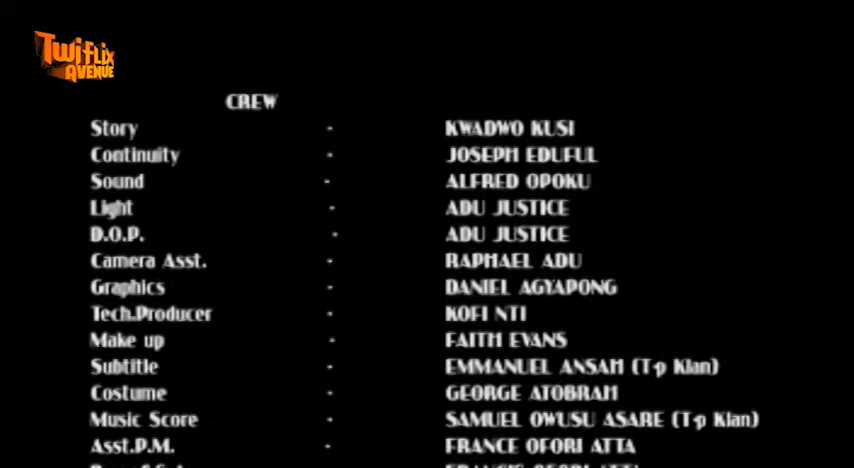 Twiflix
AVENUE
CREW
Story - KWADWO KUSI
Continuity - JOSEPH EDUFUL
Sound - ALFRED OPOKU
Light - ADU JUSTICE
D.O.P. - ADU JUSTICE
Camera Asst. - RAPHAEL ADU
Graphics - DANIEL AGYAPONG
Tech.Producer - KOFI NTI
Make up - FAITH EVANS
Subtitle - EMMANUEL ANSAH (T-p Klan)
Costume - GEORGE ATOBRAH
Music Score - SAMUEL OWUSU ASARE (T-p Klan)
Asst.P.M. - FRANCE OFORI ATTA